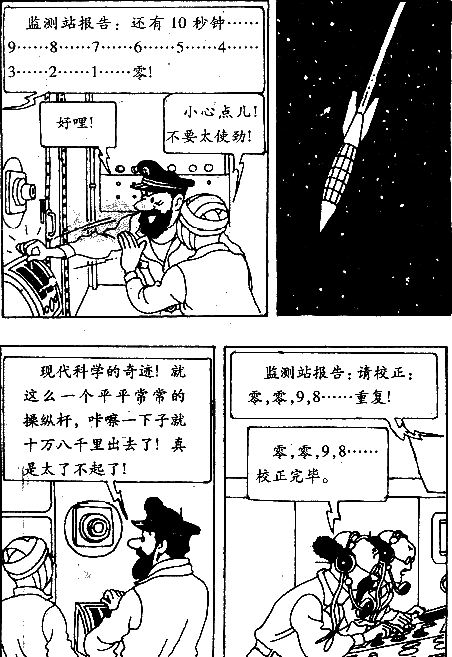 监测站报告：还有10秒钟……
9……8……7……6……5……4……
3……2……1……零！
好哩！
小心点儿！
不要太使劲！
现代科学的奇迹！就
这么一个平平常常的
操纵杆，咔嚓一下子就
十万八千里出去了！真
是太了不起了！
监测站报告：请校正：
零，零，9，8……重复！
零，零，9，8……
校正完毕。